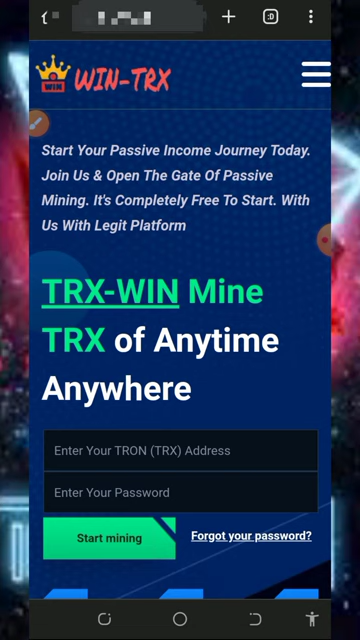 :D
WIN
WIN-TRX
Start Your Passive Income Journey Today.
Join Us & Open The Gate Of Passive
Mining. It's Completely Free To Start. With
Us With Legit Platform
TRX-WIN Mine
TRX of Anytime
Anywhere
Enter Your TRON (TRX) Address
Enter Your Password
Start mining
Forgot your password?